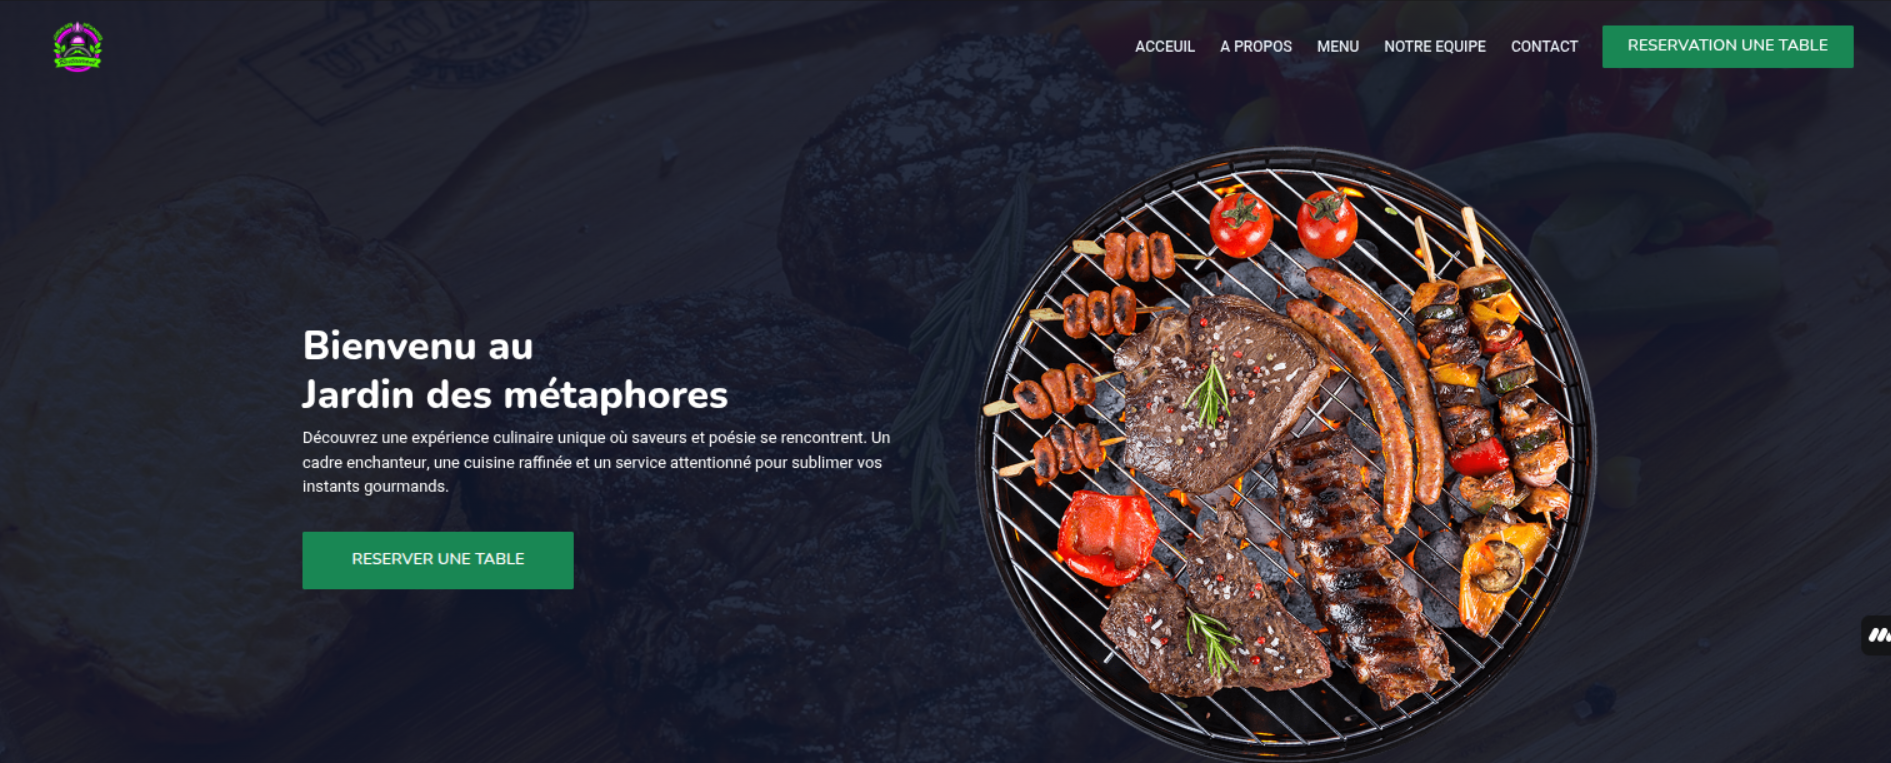 ACCEUIL A PROPOS MENU NOTRE EQUIPE CONTACT RESERVATION UNE TABLE
Restaurant
Bienvenu au
Jardin des métaphores
Découvrez une expérience culinaire unique où saveurs et poésie se rencontrent. Un
cadre enchanteur, une cuisine raffinée et un service attentionné pour sublimer vos
instants gourmands.
RESERVER UNE TABLE